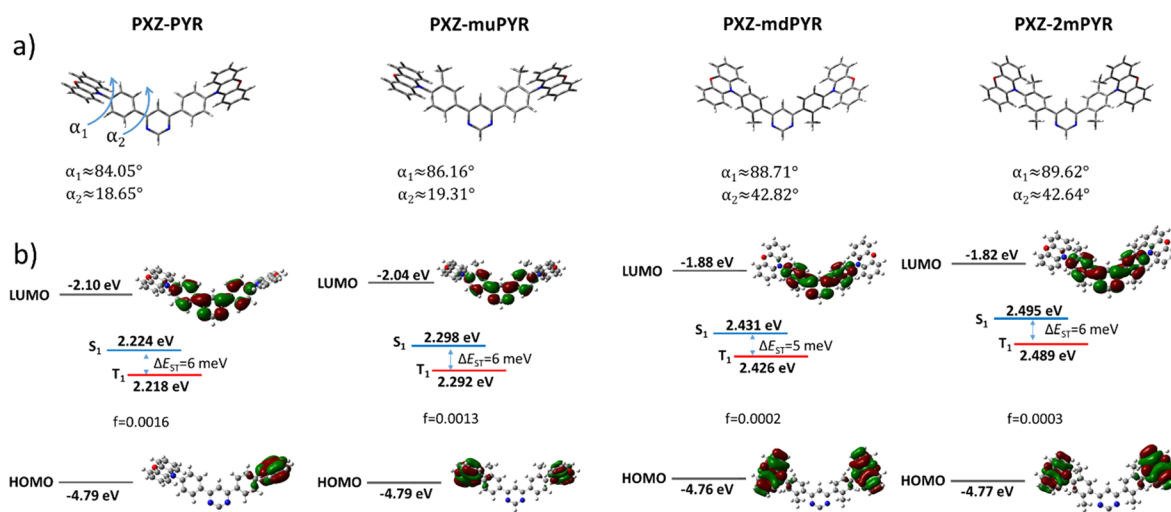 PXZ-PYR PXZ-muPYR PXZ-mdPYR PXZ-2mPYR
a)
α₁ α₂
α₁≈84.05° α₁≈86.16° α₁≈88.71° α₁≈89.62°
α₂≈18.65° α₂≈19.31° α₂≈42.82° α₂≈42.64°
b)
LUMO -2.10 eV LUMO -2.04 eV LUMO -1.88 eV LUMO -1.82 eV
S₁ 2.224 eV S₁ 2.298 eV S₁ 2.431 eV S₁ 2.495 eV
ΔE_ST=6 meV ΔE_ST=6 meV ΔE_ST=5 meV ΔE_ST=6 meV
T₁ 2.218 eV T₁ 2.292 eV T₁ 2.426 eV T₁ 2.489 eV
f=0.0016 f=0.0013 f=0.0002 f=0.0003
HOMO -4.79 eV HOMO -4.79 eV HOMO -4.76 eV HOMO -4.77 eV